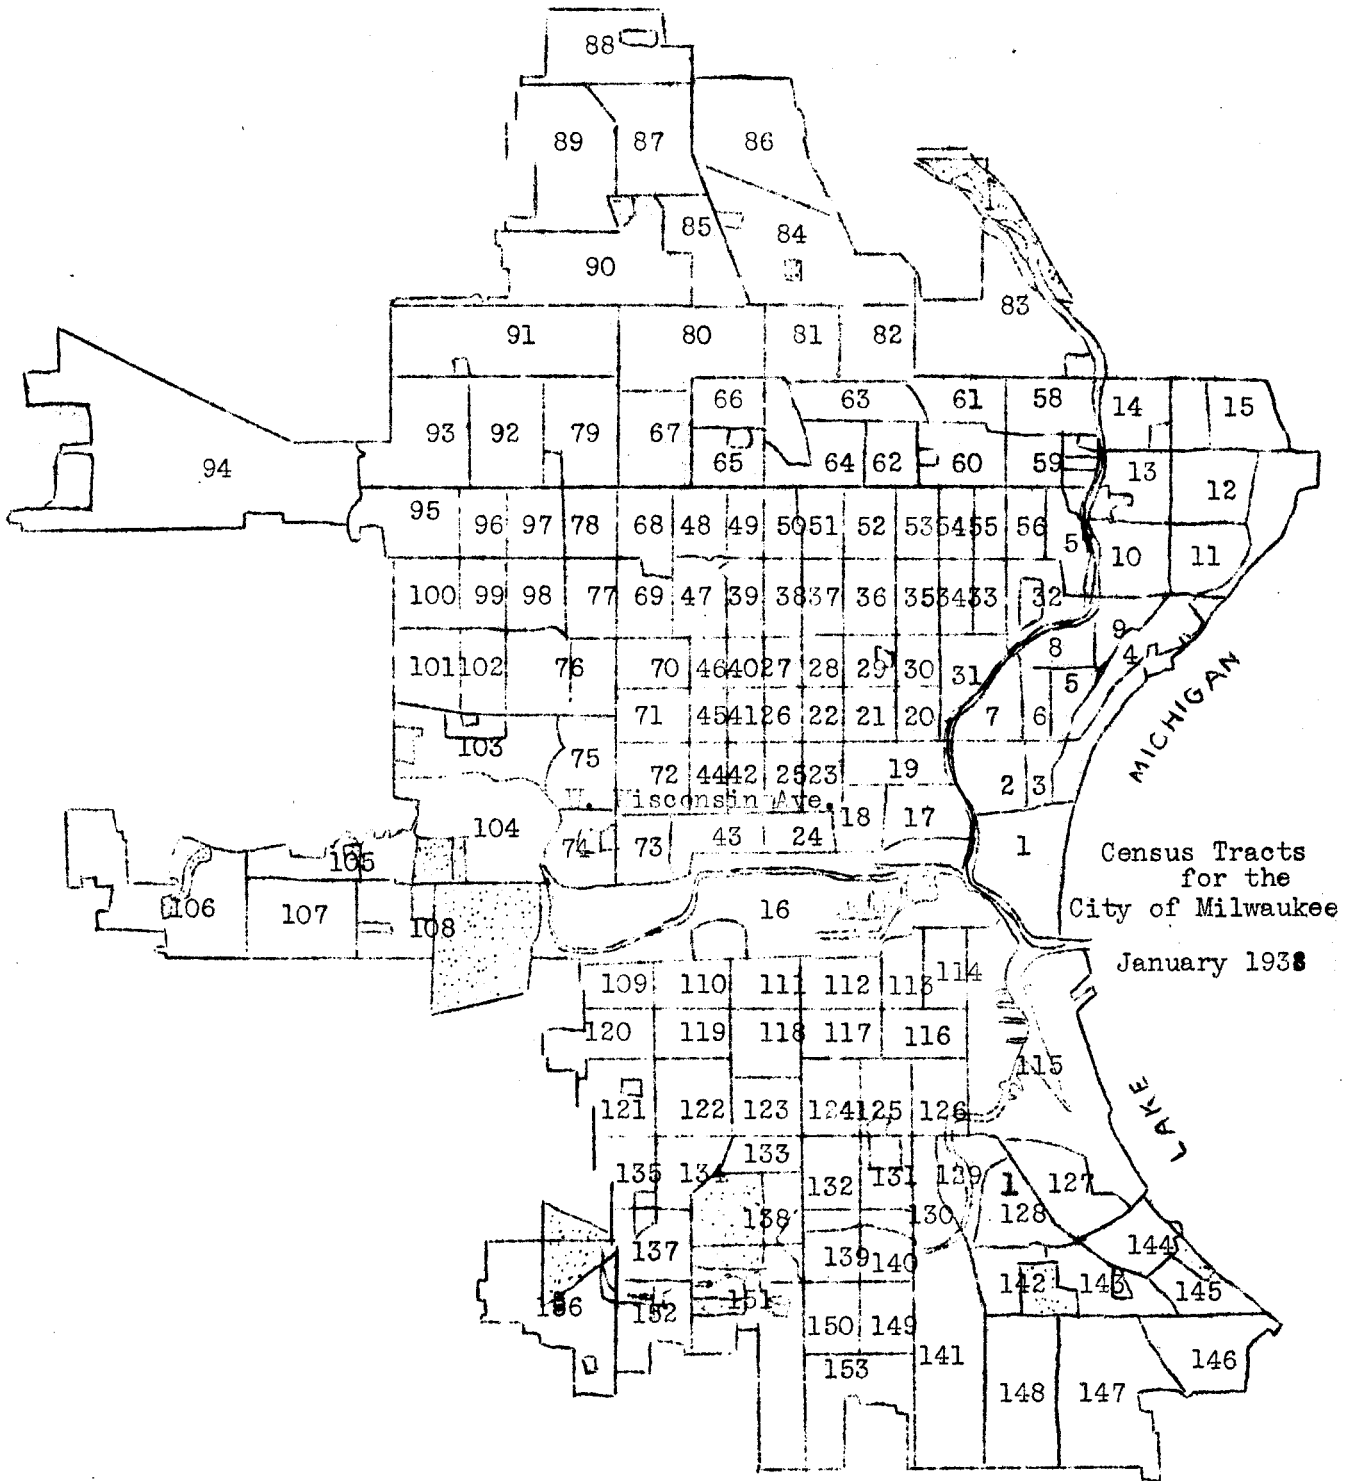 88
89 87 86
85 84
90
83
91 80 81 82
66 63 61 58 14 15
93 92 79 67
94 65 64 62 60 59 13 12
95 96 97 78 68 48 49 50 51 52 53 54 55 56 5 10 11
100 99 98 77 69 47 39 38 37 36 35 34 33 32
9
101 102 76 70 46 40 27 28 29 30 31 8 4
5
71 45 41 26 22 21 20 7 6
103
75 72 44 42 25 23 19 2 3
MICHIGAN
W. Wisconsin Ave.
104 74 73 43 24 18 17 1
105
Census Tracts
for the
City of Milwaukee
January 1938
106 107 108 16
109 110 111 112 113 114
120 119 118 117 116
115
121 122 123 124 125 126
LAKE
133
135 134 132 131 129 1 127
138 130 128
137 139 140 144
136 152 151 142 143 145
150 149
153 141 146
148 147